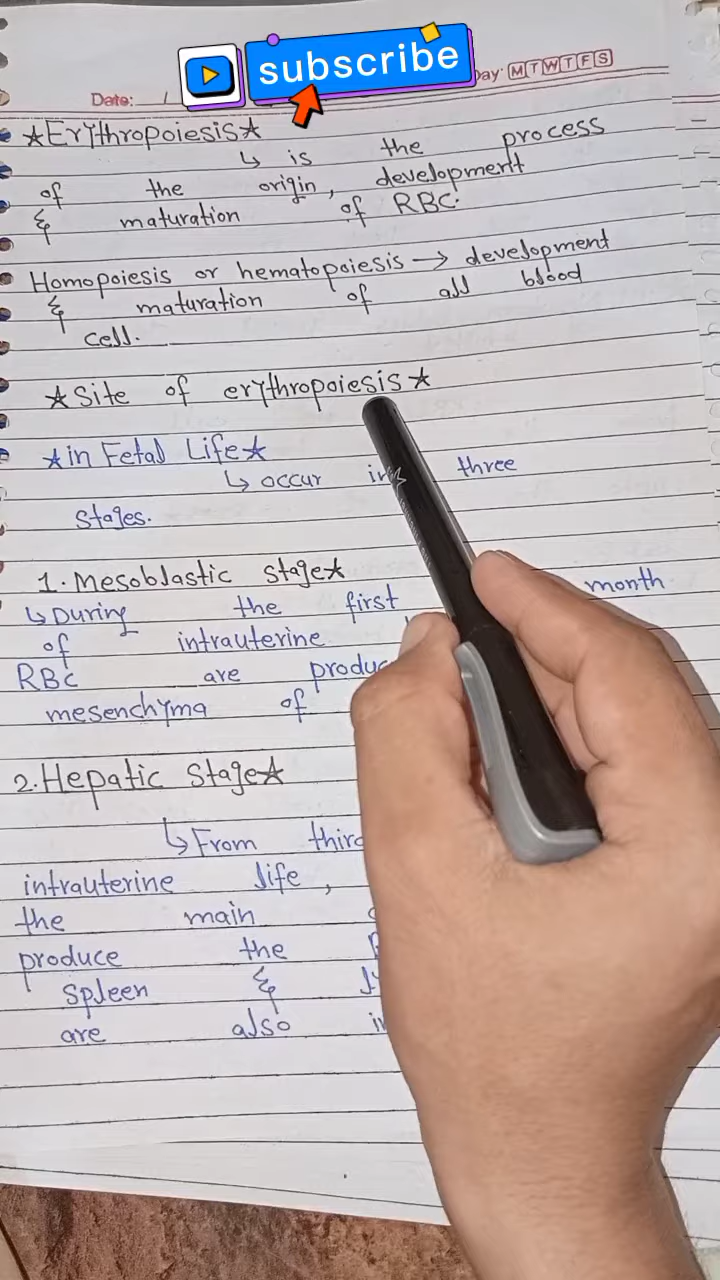 subscribe
Date: / Day: M T W T F S
★Erythropoiesis★
↳ is the process
of the origin, development
& maturation of RBC.
Homopoiesis or hematopoiesis → development
& maturation of all blood
cell.
★Site of erythropoiesis★
★in Fetal Life★
↳ occur in three
stages.
1. Mesoblastic stage★
↳ During the first month
of intrauterine
RBC are
mesenchyma of
2. Hepatic Stage★
↳ From
intrauterine life,
the main
produce the
spleen &
are also